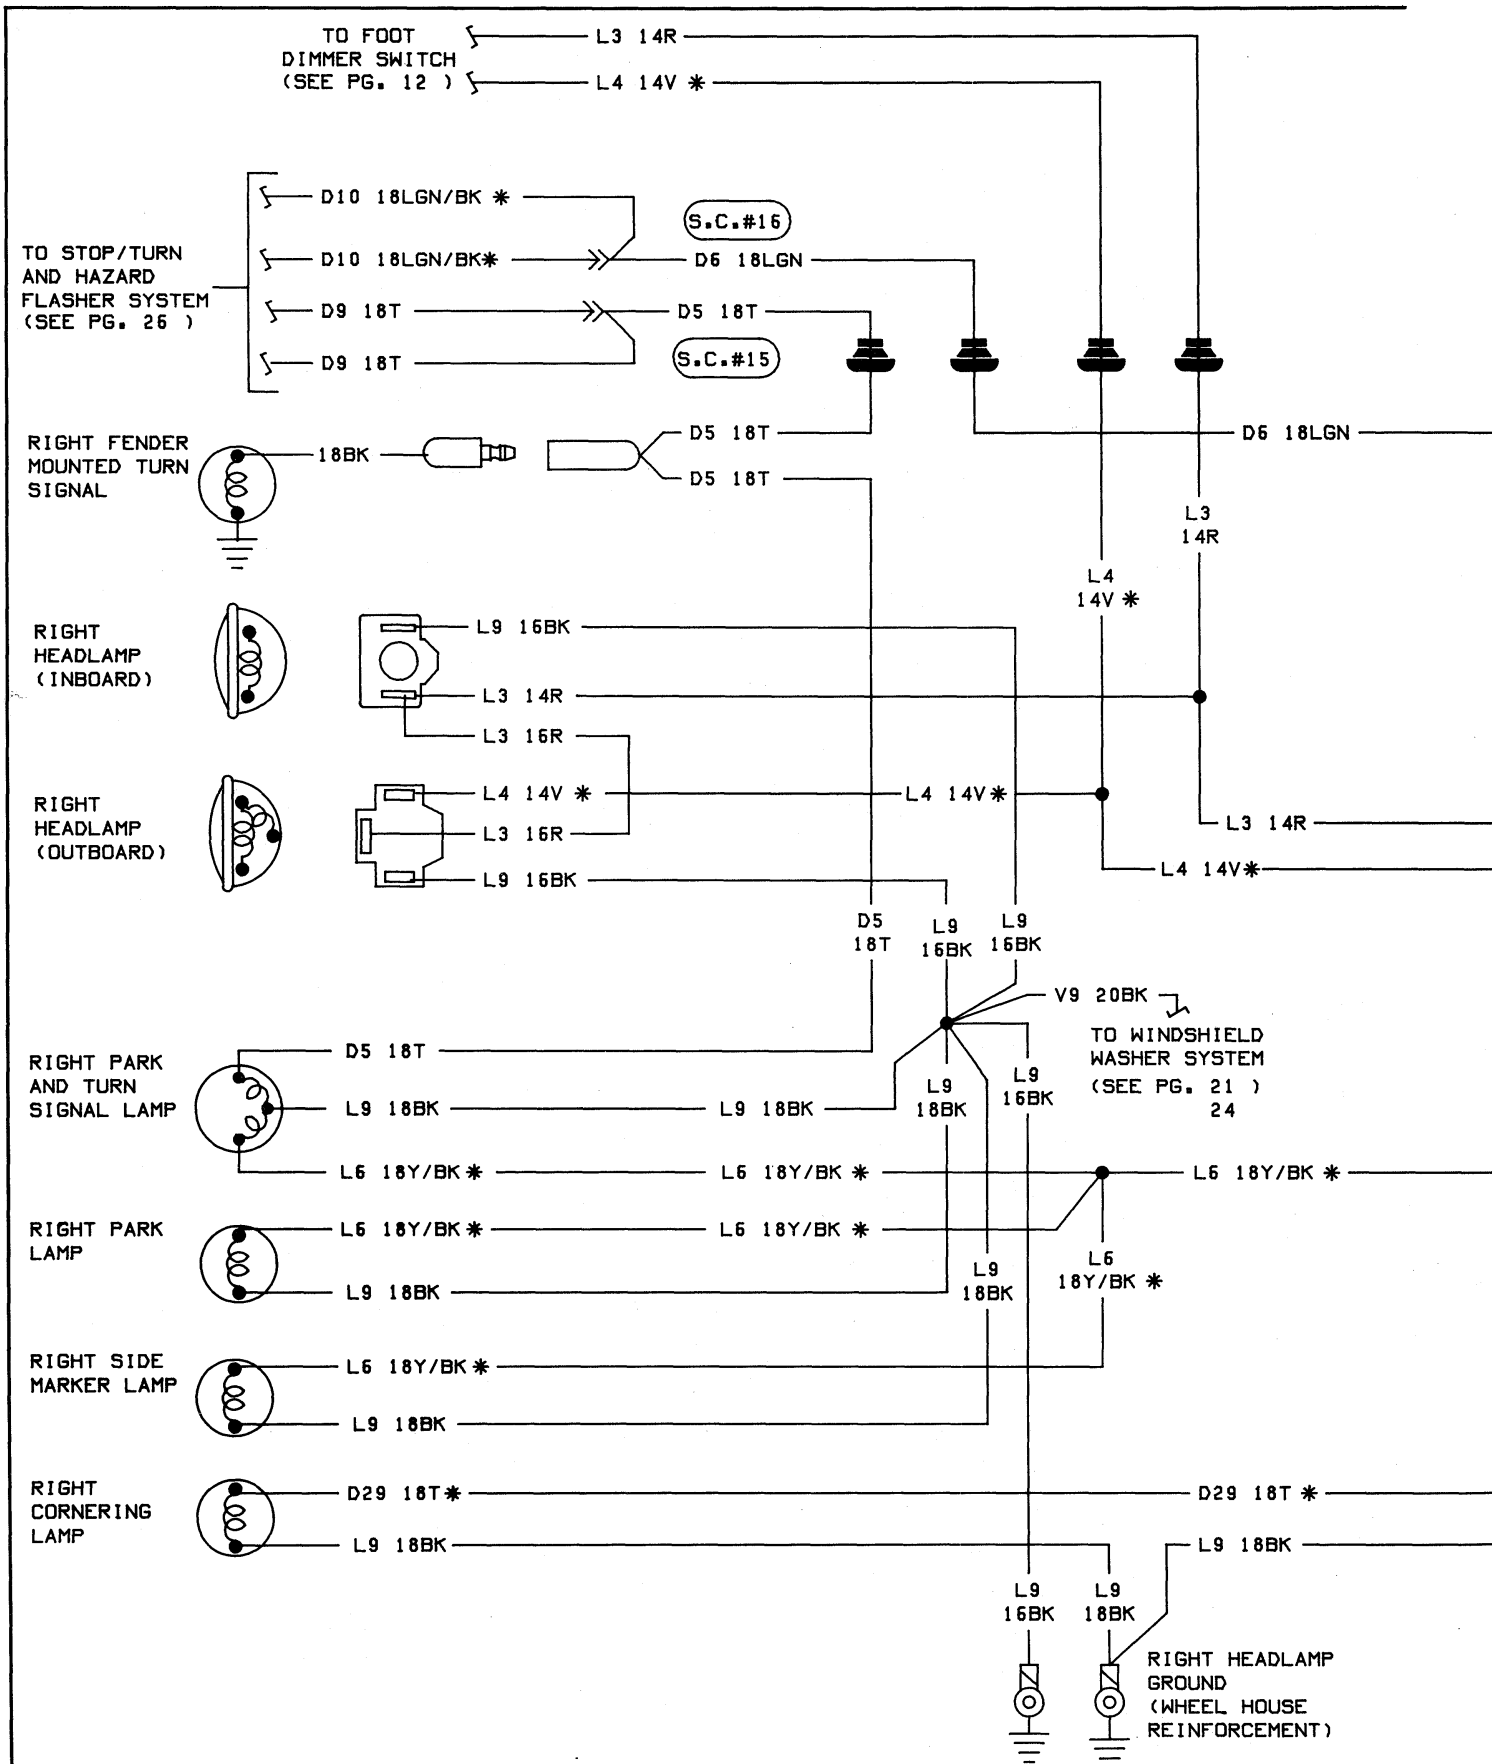 TO FOOT
DIMMER SWITCH
(SEE PG. 12 )
L3 14R
L4 14V *
TO STOP/TURN
AND HAZARD
FLASHER SYSTEM
(SEE PG. 26 )
D10 18LGN/BK *
S.C.#16
D10 18LGN/BK*
D6 18LGN
D9 18T
D5 18T
D9 18T
S.C.#15
RIGHT FENDER
MOUNTED TURN
SIGNAL
18BK
D5 18T
D5 18T
D6 18LGN
L3
14R
L4
14V *
RIGHT
HEADLAMP
(INBOARD)
L9 16BK
L3 14R
L3 16R
RIGHT
HEADLAMP
(OUTBOARD)
L4 14V *
L4 14V*
L3 16R
L3 14R
L9 16BK
L4 14V*
D5
18T
L9
16BK
L9
16BK
V9 20BK
TO WINDSHIELD
WASHER SYSTEM
(SEE PG. 21 )
24
RIGHT PARK
AND TURN
SIGNAL LAMP
D5 18T
L9 18BK
L9 18BK
L9
18BK
L9
16BK
L6 18Y/BK *
L6 18Y/BK *
L6 18Y/BK *
RIGHT PARK
LAMP
L6 18Y/BK *
L6 18Y/BK *
L9 18BK
L9
18BK
L6
18Y/BK *
RIGHT SIDE
MARKER LAMP
L6 18Y/BK *
L9 18BK
RIGHT
CORNERING
LAMP
D29 18T*
D29 18T *
L9 18BK
L9 18BK
L9
16BK
L9
18BK
RIGHT HEADLAMP
GROUND
(WHEEL HOUSE
REINFORCEMENT)